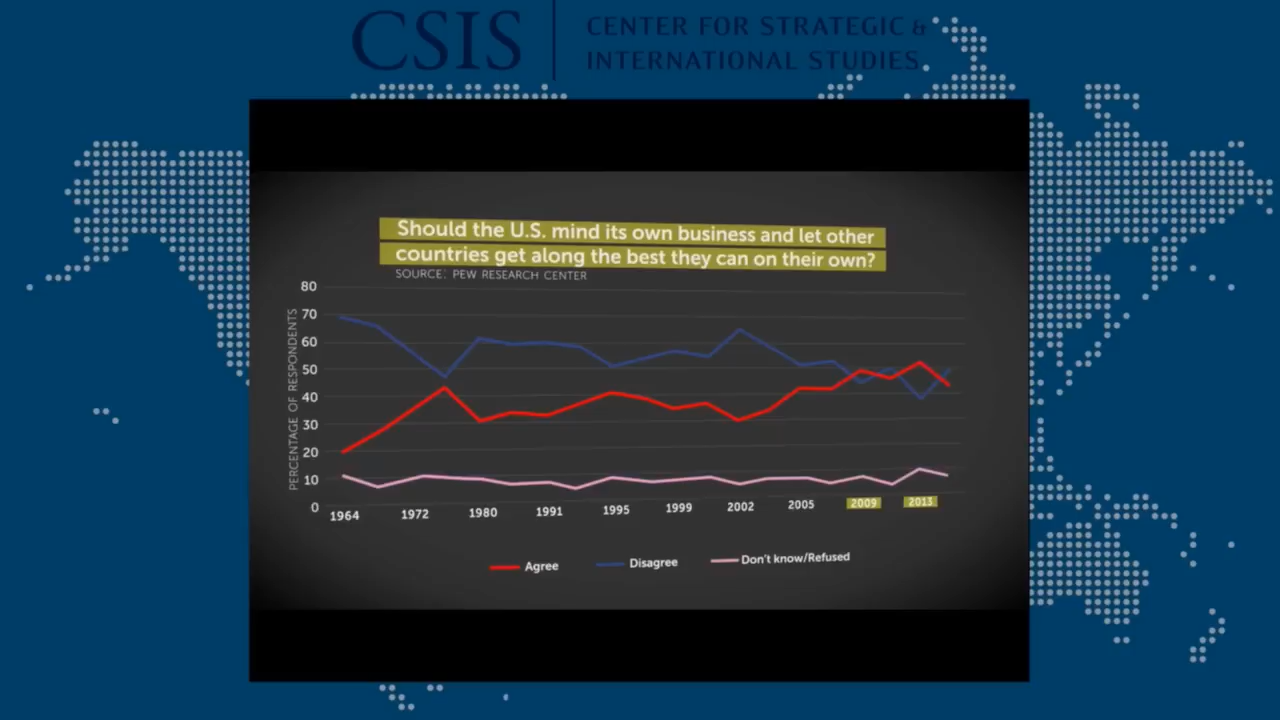 CSIS
CENTER FOR STRATEGIC &
INTERNATIONAL STUDIES
Should the U.S. mind its own business and let other
countries get along the best they can on their own?
SOURCE: PEW RESEARCH CENTER
PERCENTAGE OF RESPONDENTS
80
70
60
50
40
30
20
10
0
1964 1972 1980 1991 1995 1999 2002 2005 2009 2013
Agree Disagree Don't know/Refused